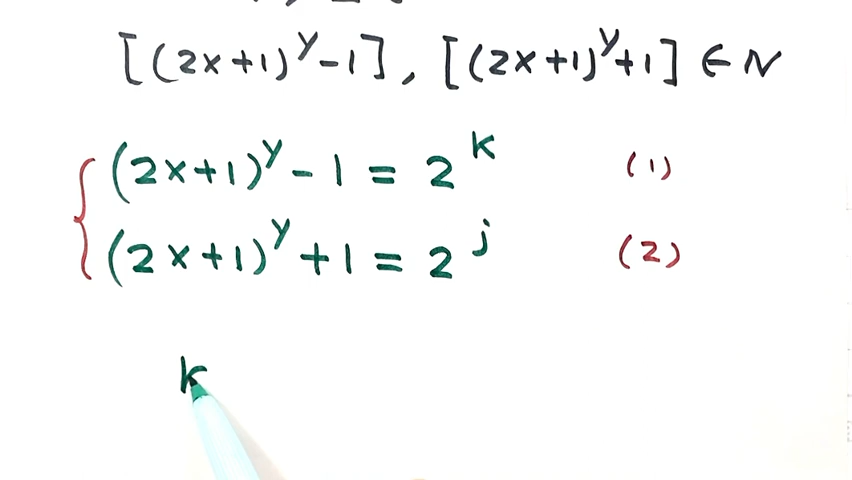 [(2x+1)^y-1], [(2x+1)^y+1] ∈ N
(2x+1)^y - 1 = 2^k (1)
(2x+1)^y + 1 = 2^j (2)
k